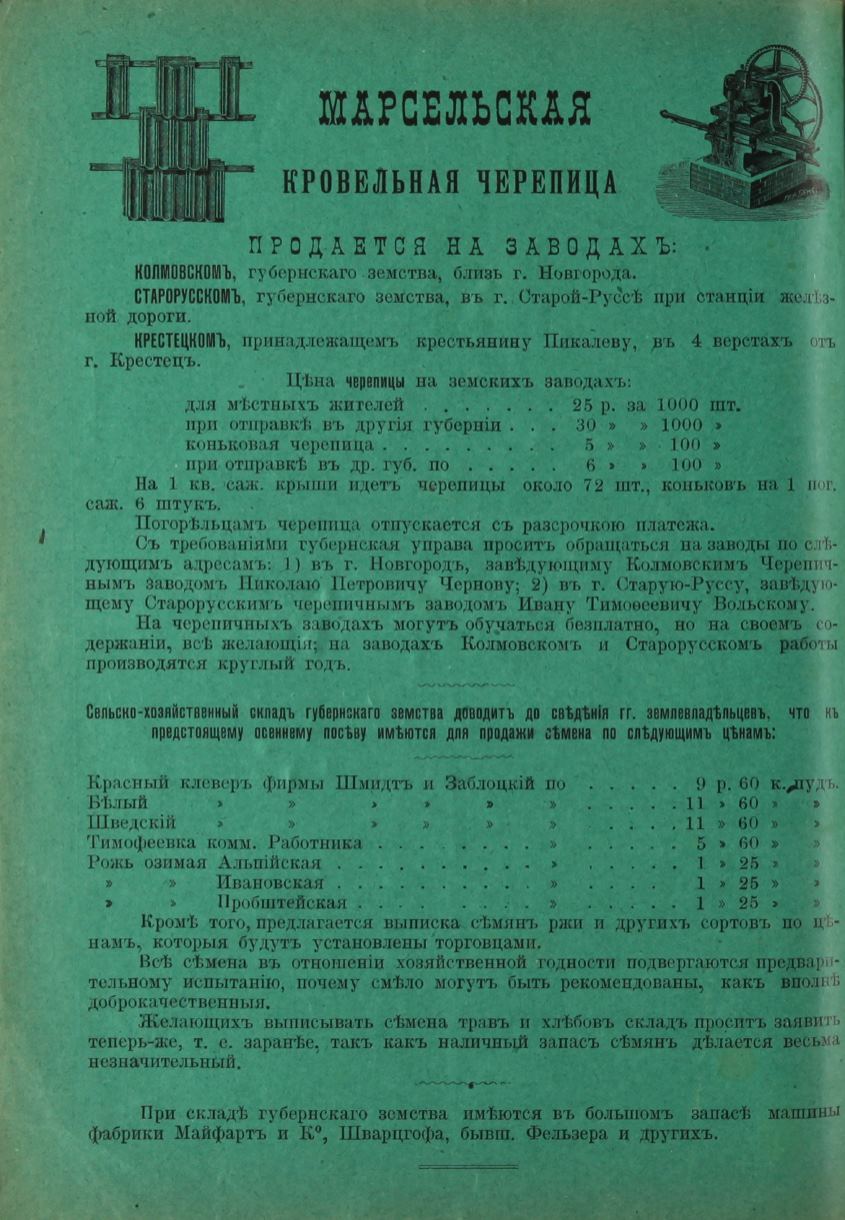 МАРСЕЛЬСКАЯ
КРОВЕЛЬНАЯ ЧЕРЕПИЦА
ПРОДАЕТСЯ НА ЗАВОДАХЪ:
КОЛМОВСКОМЪ, губернскаго земства, близь г. Новгорода.
СТАРОРУССКОМЪ, губернскаго земства, въ г. Старой-Руссѣ при станціи желѣз-
ной дороги.
КРЕСТЕЦКОМЪ, принадлежащемъ крестьянину Пикалеву, въ 4 верстахъ отъ
г. Крестецъ.
Цѣна черепицы на земскихъ заводахъ:
для мѣстныхъ жителей . . . . . . . 25 р. за 1000 шт.
при отправкѣ въ другія губерніи . . . 30 » » 1000 »
коньковая черепица . . . . . . . . . 5 » » 100 »
при отправкѣ въ др. губ. по . . . . . 6 » » 100 »
На 1 кв. саж. крыши идетъ черепицы около 72 шт., коньковъ на 1 пог.
саж. 6 штукъ.
Погорѣльцамъ черепица отпускается съ разсрочкою платежа.
Съ требованіями губернская управа проситъ обращаться на заводы по слѣ-
дующимъ адресамъ: 1) въ г. Новгородъ, завѣдующему Колмовскимъ Черепич-
нымъ заводомъ Николаю Петровичу Чернову; 2) въ г. Старую-Руссу, завѣдую-
щему Старорусскимъ черепичнымъ заводомъ Ивану Тимоѳеевичу Вольскому.
На черепичныхъ заводахъ могутъ обучаться безплатно, но на своемъ со-
держаніи, всѣ желающія; на заводахъ Колмовскомъ и Старорусскомъ работы
производятся круглый годъ.
Сельско-хозяйственный складъ губернскаго земства доводитъ до свѣдѣнія гг. землевладѣльцевъ, что къ
предстоящему осеннему посѣву имѣются для продажи сѣмена по слѣдующимъ цѣнамъ:
Красный клеверъ фирмы Шмидтъ и Заблоцкій по . . . . . 9 р. 60 к. пудъ.
Бѣлый » » » » » » . . . . . 11 » 60 » »
Шведскій » » » » » » . . . . 11 » 60 » »
Тимофеевка комм. Работника . . . . . . . . » . . . . . 5 » 60 » »
Рожь озимая Альпійская . . . . . . . . . . » . . . . . 1 » 25 » »
» » Ивановская . . . . . . . . . . » . . . . . 1 » 25 » »
» » Пробштейская . . . . . . . . . » . . . . . 1 » 25 » »
Кромѣ того, предлагается выписка сѣмянъ ржи и другихъ сортовъ по цѣ-
намъ, которыя будутъ установлены торговцами.
Всѣ сѣмена въ отношеніи хозяйственной годности подвергаются предвари-
тельному испытанію, почему смѣло могутъ быть рекомендованы, какъ вполнѣ
доброкачественныя.
Желающихъ выписывать сѣмена травъ и хлѣбовъ складъ проситъ заявить
теперь-же, т. е. заранѣе, такъ какъ наличный запасъ сѣмянъ дѣлается весьма
незначительный.
При складѣ губернскаго земства имѣются въ большомъ запасѣ машины
фабрики Майфартъ и К⁰, Шварцгофа, бывш. Фельзера и другихъ.